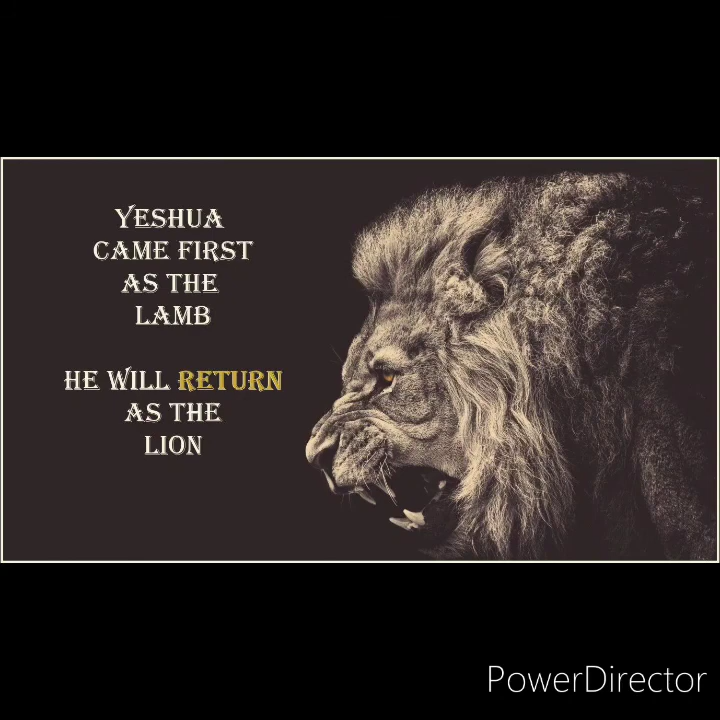 YESHUA
CAME FIRST
AS THE
LAMB
HE WILL RETURN
AS THE
LION
PowerDirector